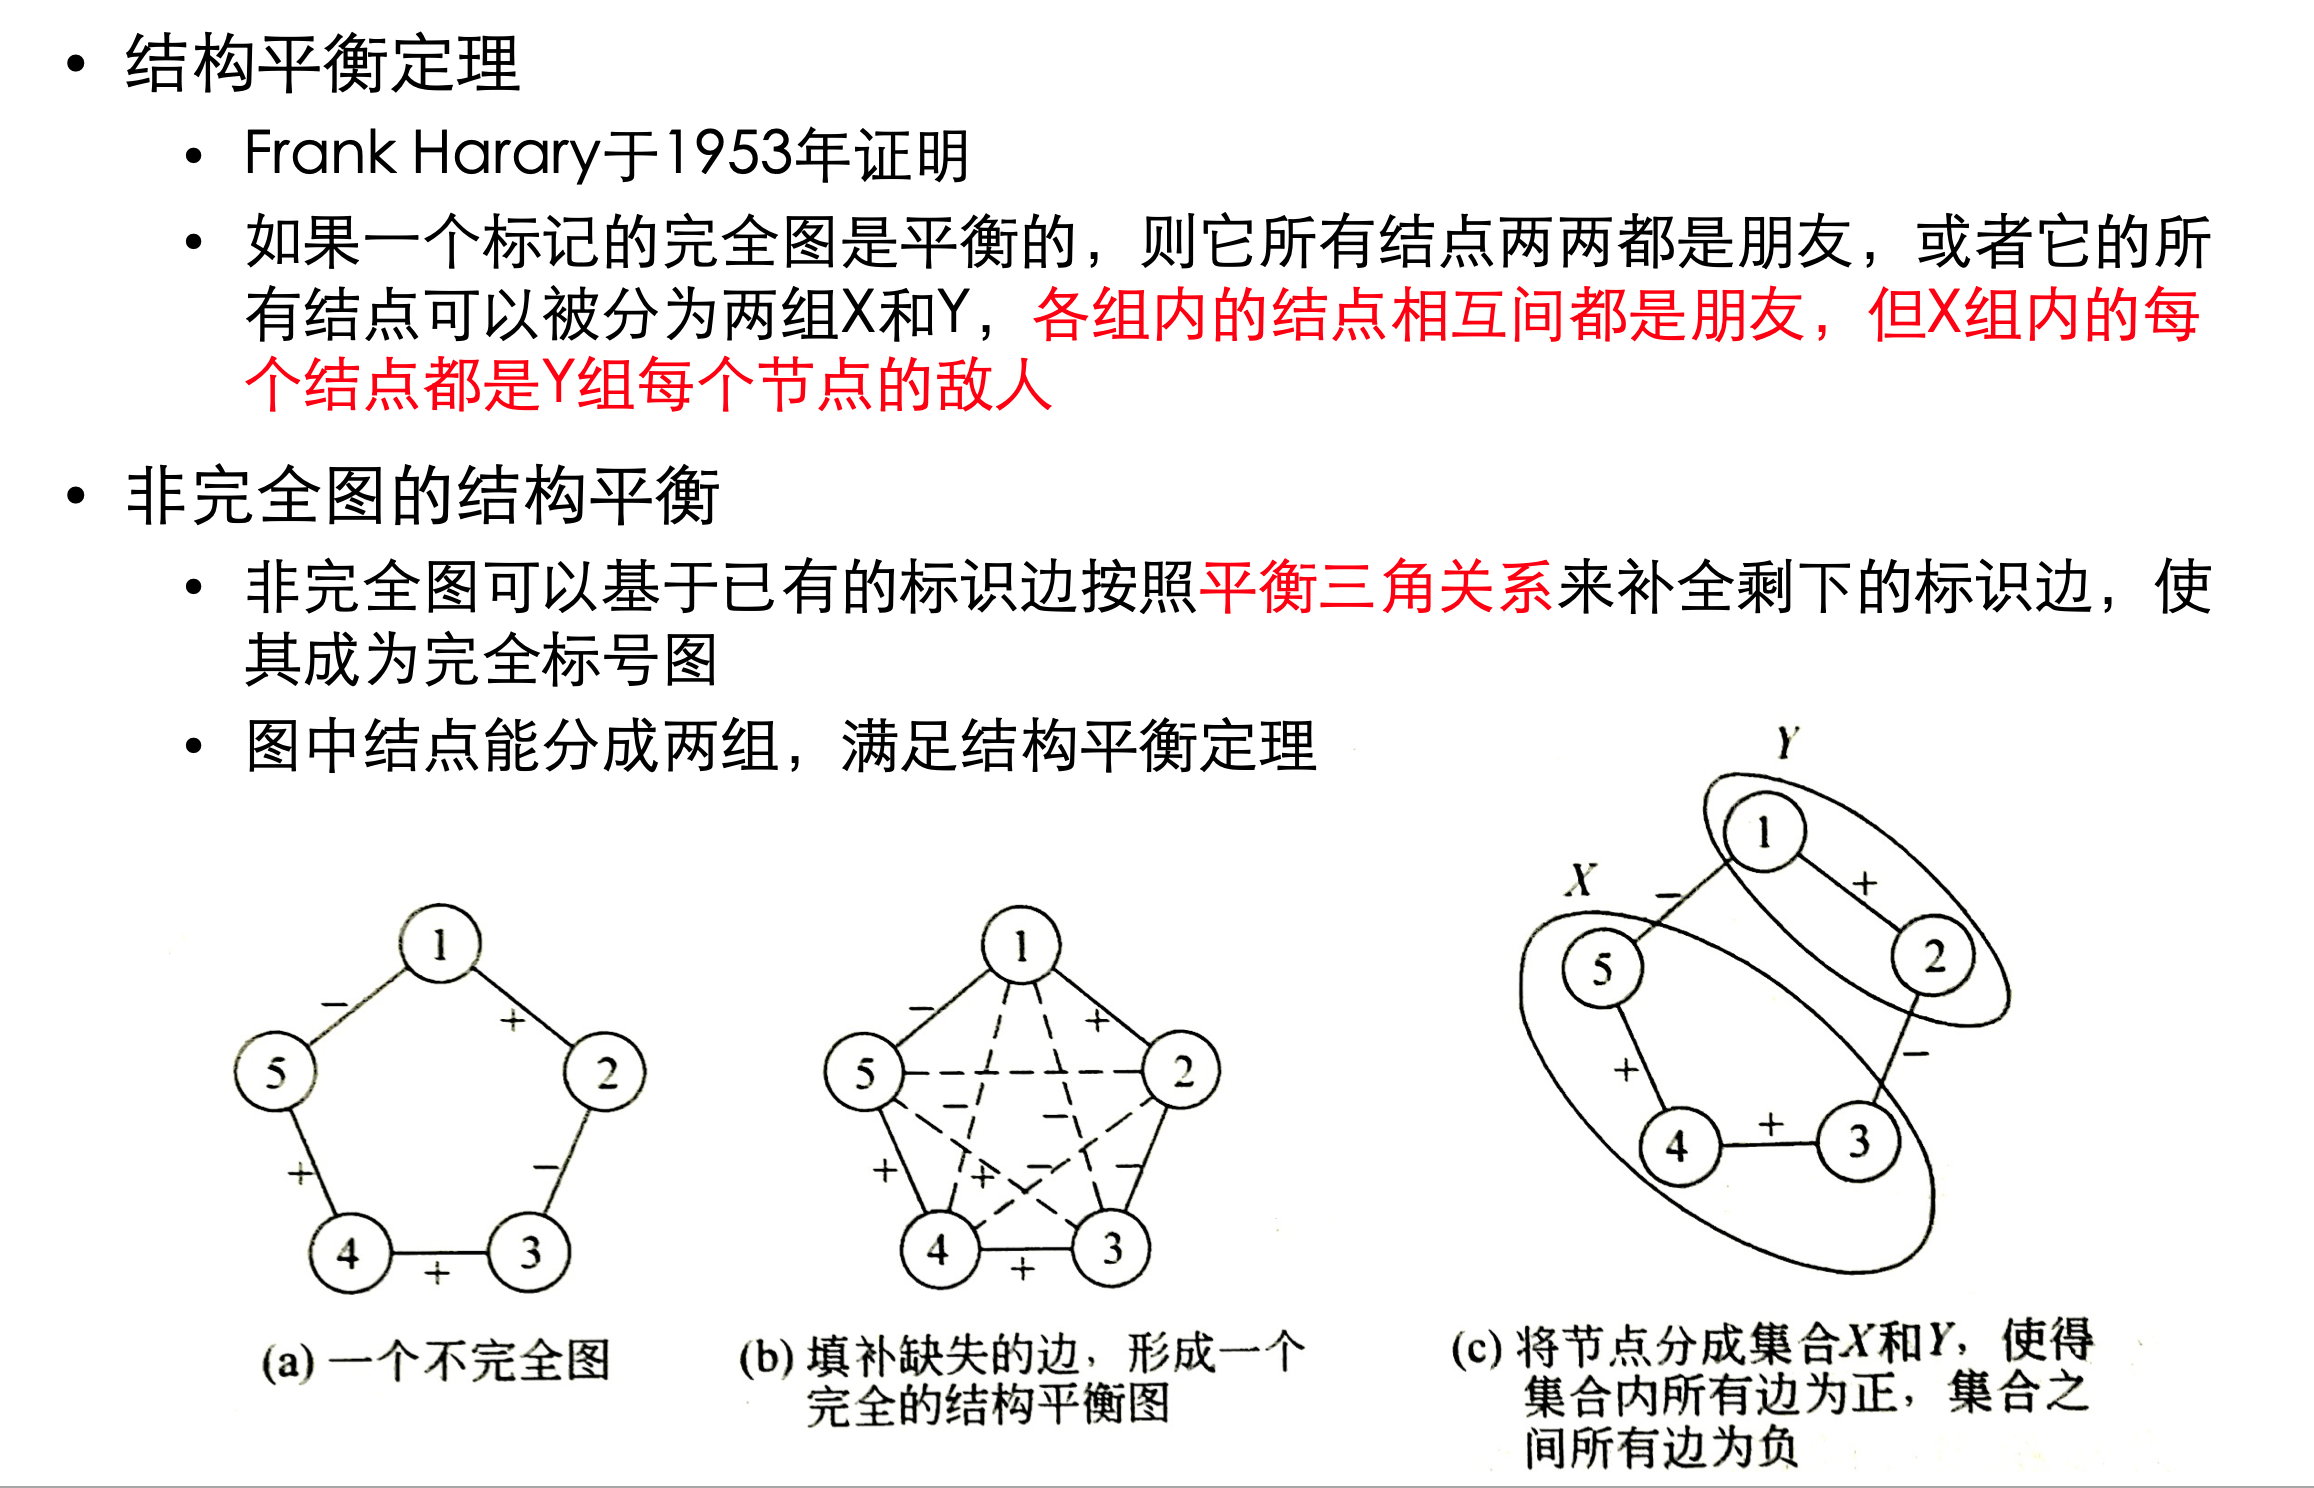 • 结构平衡定理
• Frank Harary于1953年证明
• 如果一个标记的完全图是平衡的，则它所有结点两两都是朋友，或者它的所
有结点可以被分为两组X和Y，各组内的结点相互间都是朋友，但X组内的每
个结点都是Y组每个节点的敌人
• 非完全图的结构平衡
• 非完全图可以基于已有的标识边按照平衡三角关系来补全剩下的标识边，使
其成为完全标号图
• 图中结点能分成两组，满足结构平衡定理
1
− +
5 2
+ −
4 3
+
(a) 一个不完全图
1
− +
5 2
− −
+ + − −
4 3
+
(b) 填补缺失的边，形成一个
完全的结构平衡图
Y
1
X − +
5 2
+ −
+
4 3
(c) 将节点分成集合X和Y，使得
集合内所有边为正，集合之
间所有边为负